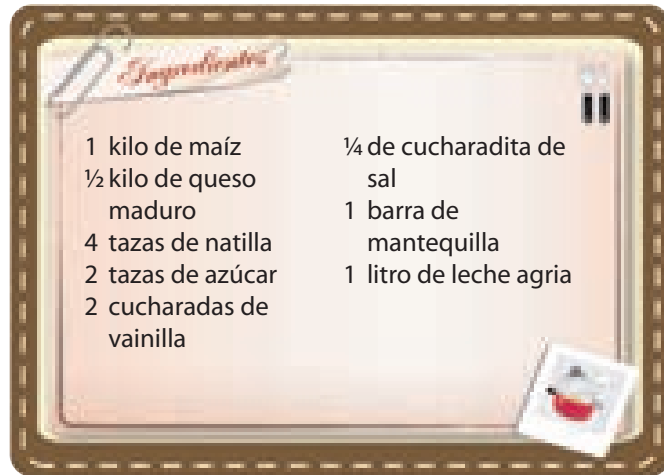 Ingredientes
1 kilo de maíz
½ kilo de queso
maduro
4 tazas de natilla
2 tazas de azúcar
2 cucharadas de
vainilla
¼ de cucharadita de
sal
1 barra de
mantequilla
1 litro de leche agria